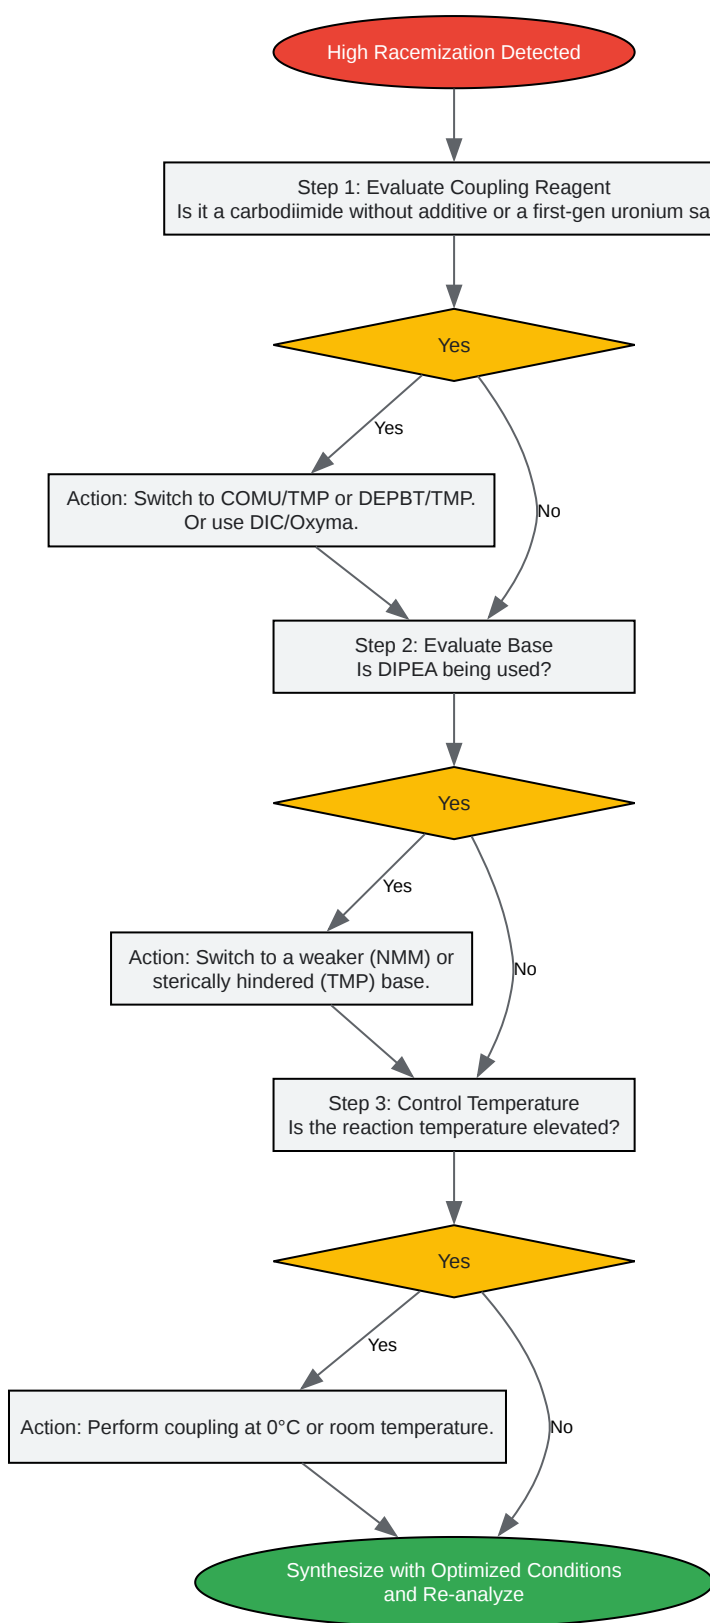 High Racemization Detected
Step 1: Evaluate Coupling Reagent
Is it a carbodiimide without additive or a first-gen uronium
Yes
Yes
No
Action: Switch to COMU/TMP or DEPBT/TMP.
Or use DIC/Oxyma.
Step 2: Evaluate Base
Is DIPEA being used?
Yes
Yes
No
Action: Switch to a weaker (NMM) or
sterically hindered (TMP) base.
Step 3: Control Temperature
Is the reaction temperature elevated?
Yes
Yes
No
Action: Perform coupling at 0°C or room temperature.
Synthesize with Optimized Conditions
and Re-analyze